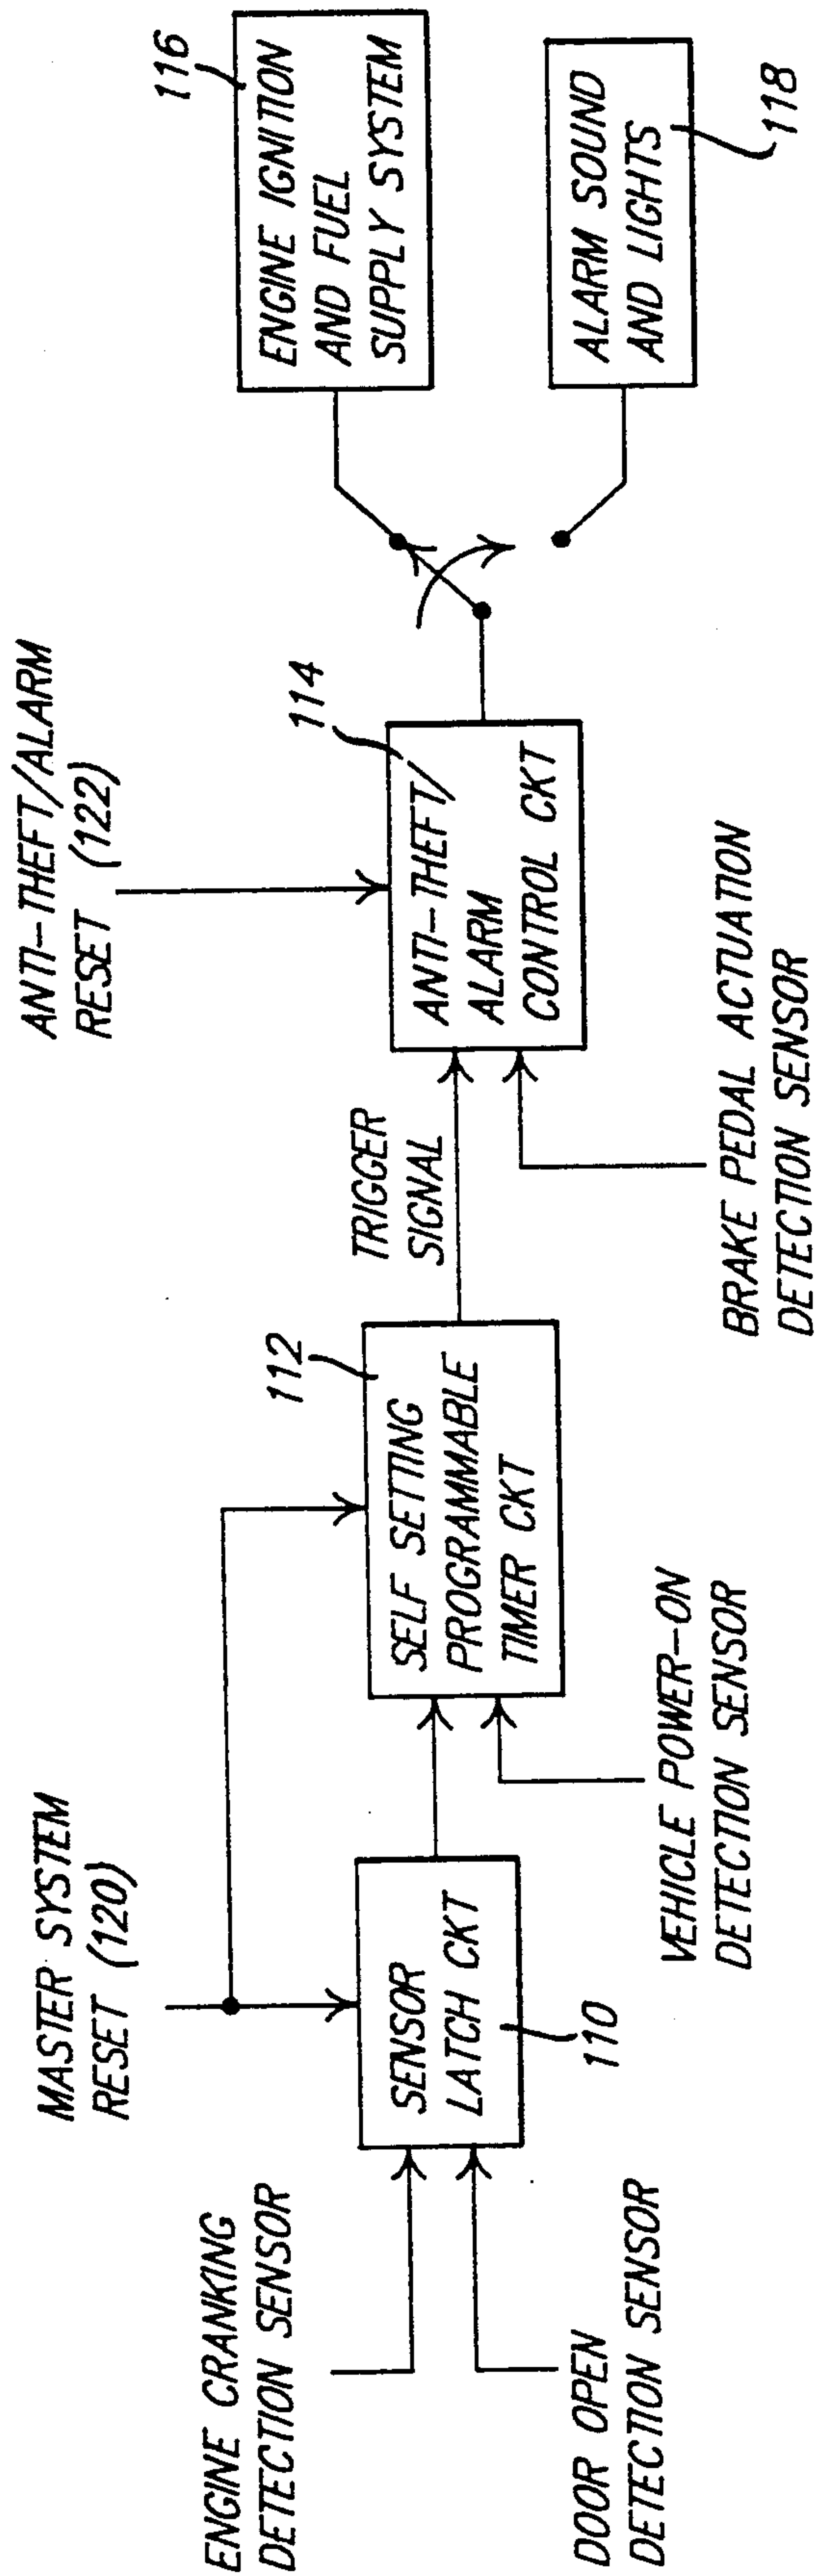 ENGINE CRANKING
DETECTION SENSOR
DOOR OPEN
DETECTION SENSOR
MASTER SYSTEM
RESET (120)
SENSOR
LATCH CKT
110
VEHICLE POWER-ON
DETECTION SENSOR
112
SELF SETTING
PROGRAMMABLE
TIMER CKT
TRIGGER
SIGNAL
BRAKE PEDAL ACTUATION
DETECTION SENSOR
ANTI-THEFT/ALARM
RESET (122)
114
ANTI-THEFT/
ALARM
CONTROL CKT
116
ENGINE IGNITION
AND FUEL
SUPPLY SYSTEM
ALARM SOUND
AND LIGHTS
118